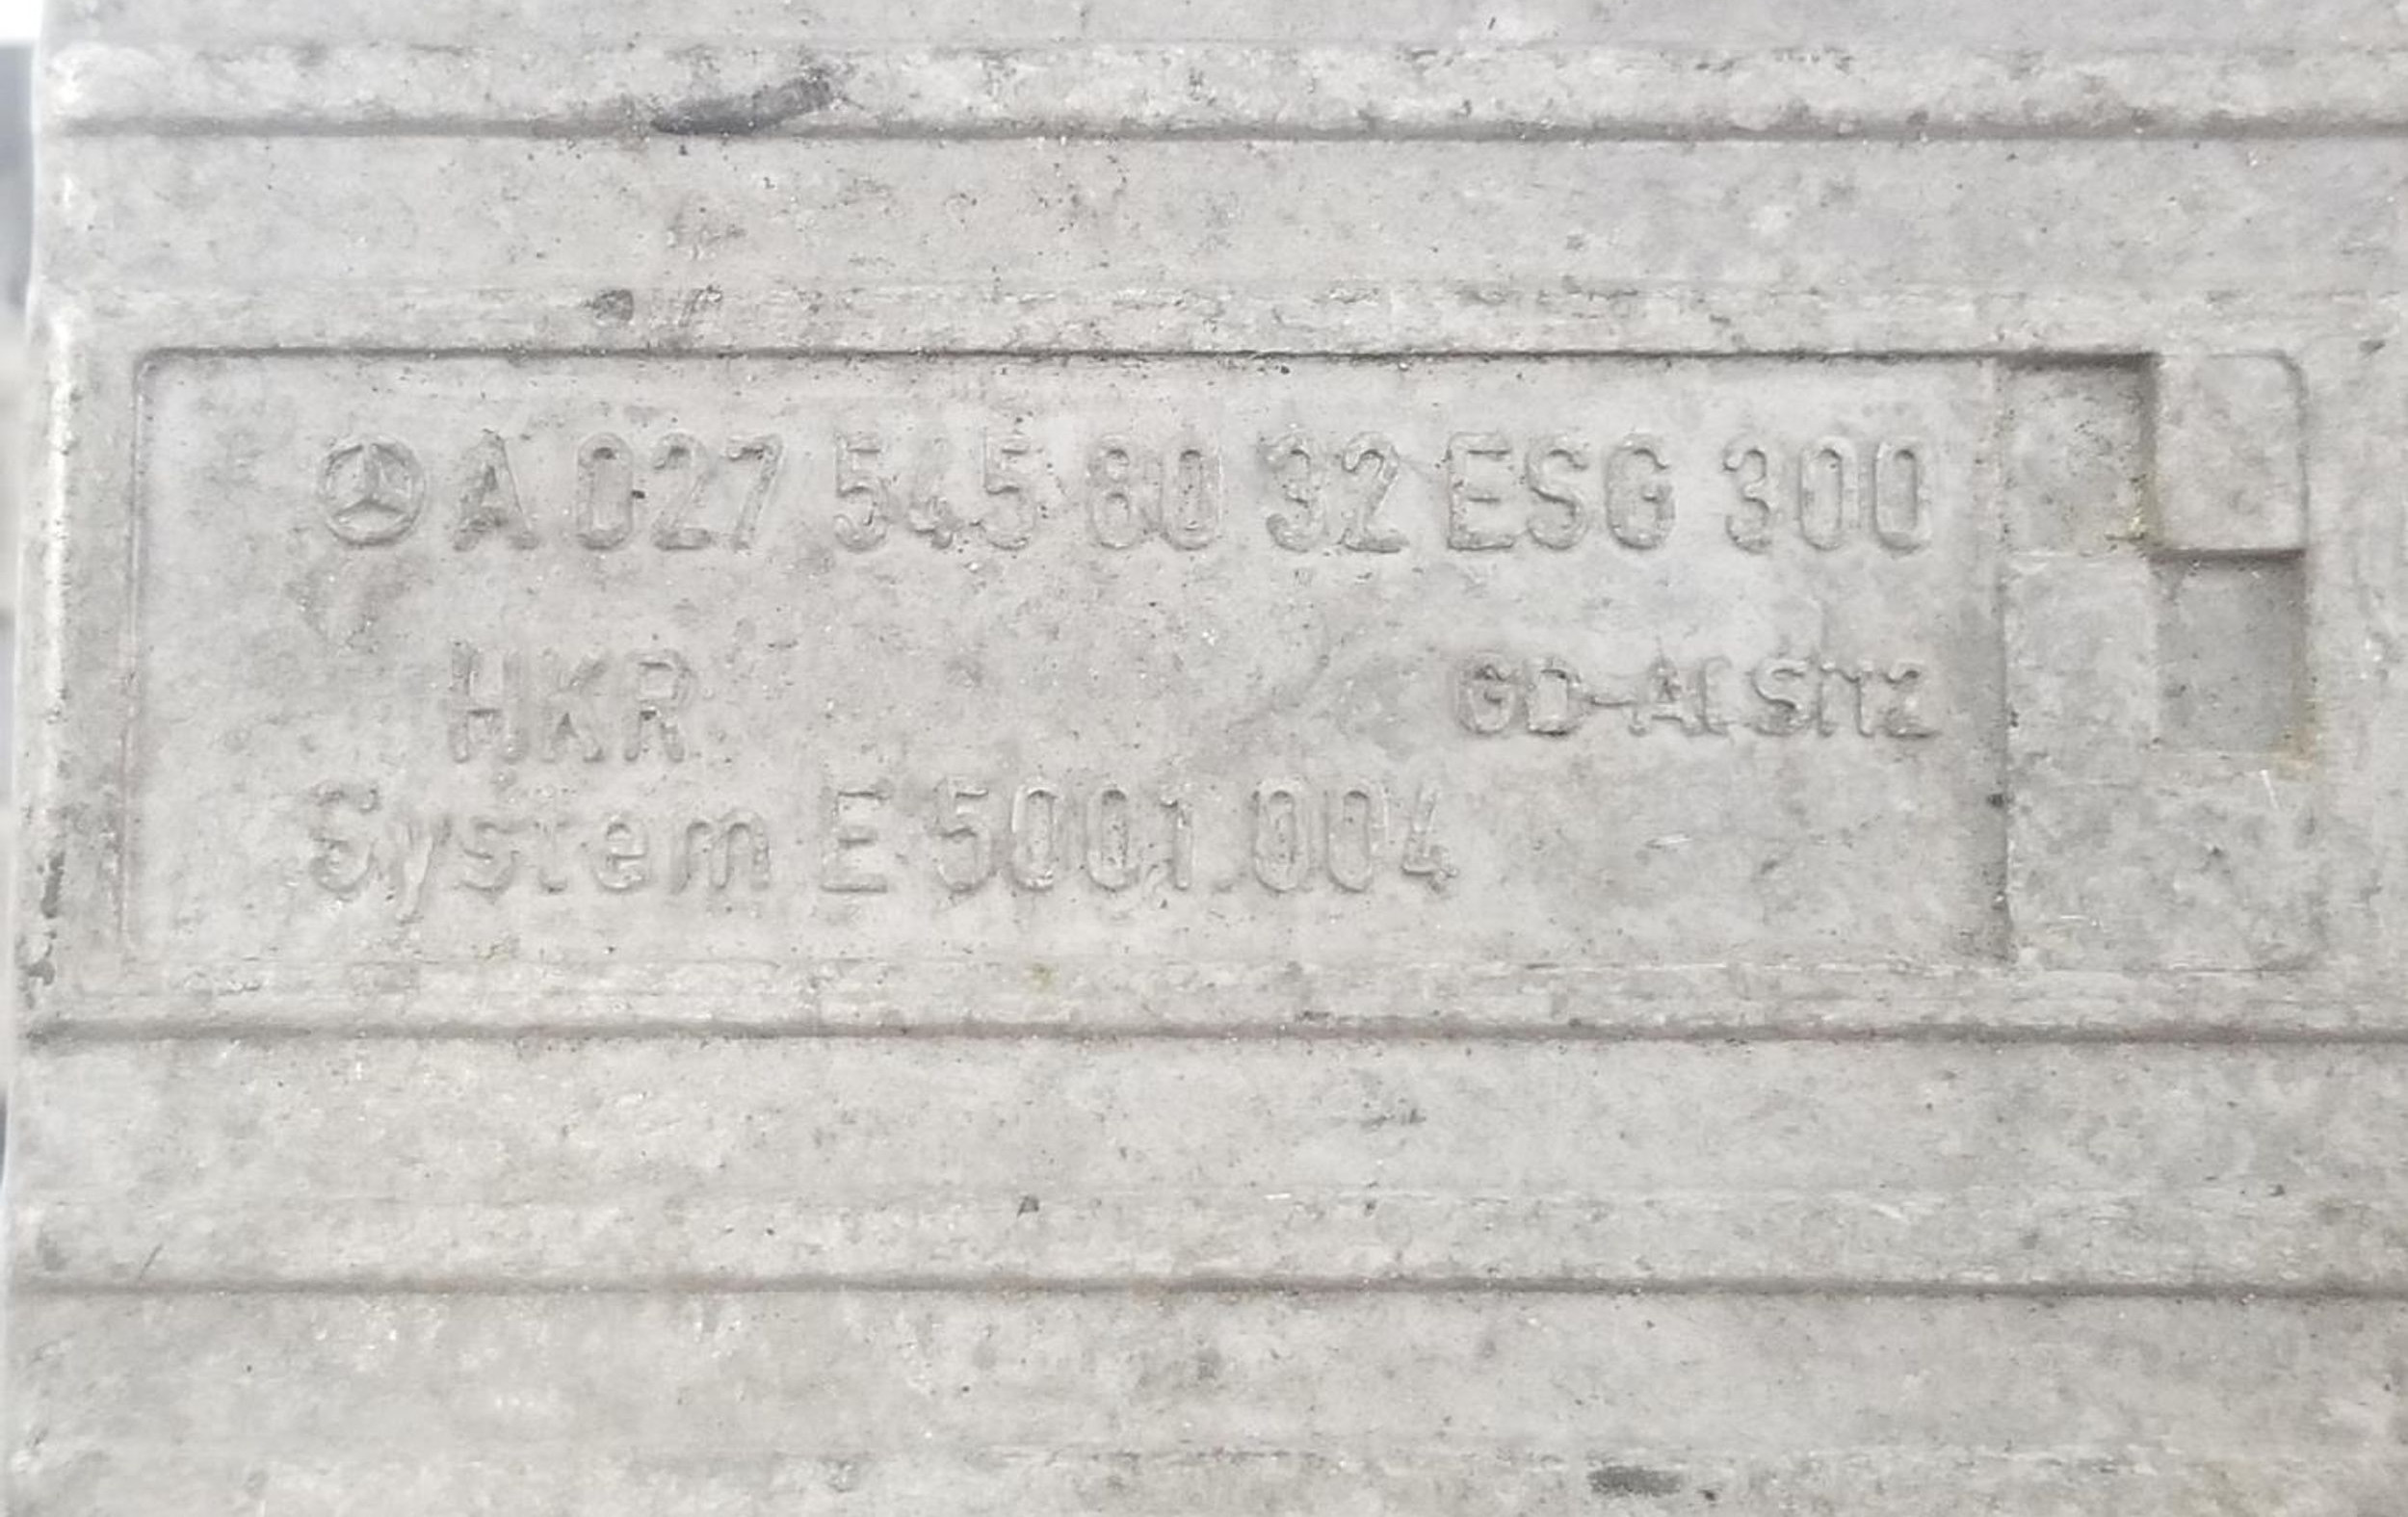 A 027 545 80 32 ESG 300
HKR GD-AlSi12
System E 5001.004